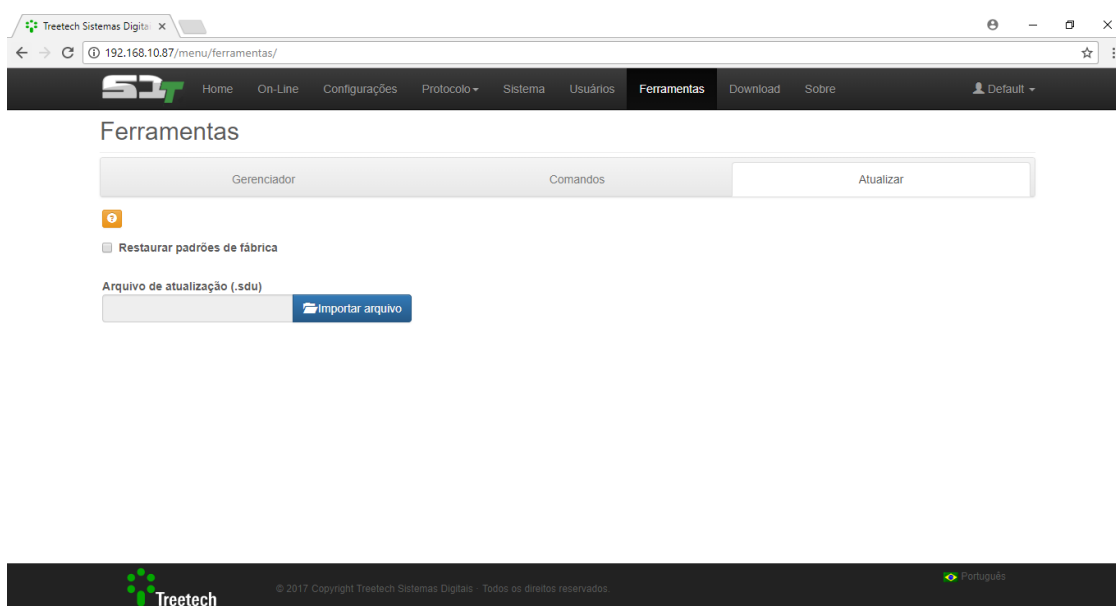 Treetech Sistemas Digita
192.168.10.87/menu/ferramentas/
SDT Home On-Line Configurações Protocolo Sistema Usuários Ferramentas Download Sobre Default
Ferramentas
Gerenciador Comandos Atualizar
Restaurar padrões de fábrica
Arquivo de atualização (.sdu)
Importar arquivo
Treetech © 2017 Copyright Treetech Sistemas Digitais · Todos os direitos reservados. Português